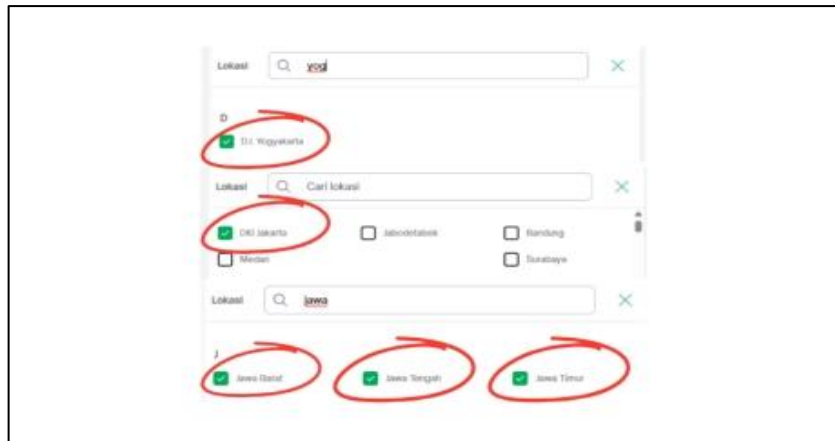 Lokasi yog
D
D.I. Yogyakarta
Lokasi Cari lokasi
DKI Jakarta Jabodetabek Bandung
Medan Surabaya
Lokasi jawa
J
Jawa Barat Jawa Tengah Jawa Timur